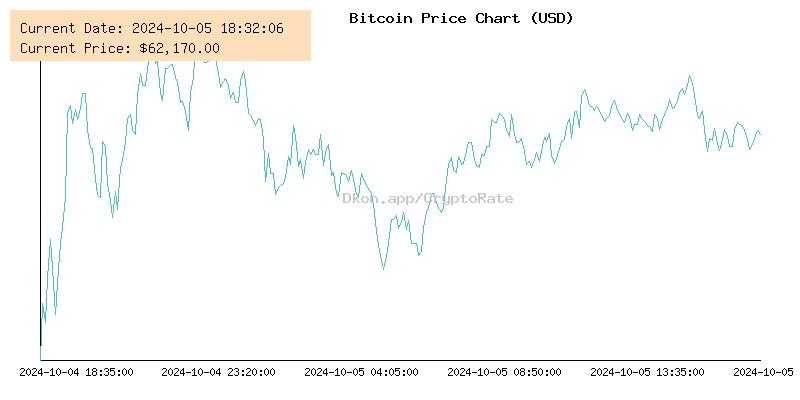 Bitcoin Price Chart (USD)
Current Date: 2024-10-05 18:32:06
Current Price: $62,170.00
Dkon.app/CryptoRate
2024-10-04 18:35:00 2024-10-04 23:20:00 2024-10-05 04:05:00 2024-10-05 08:50:00 2024-10-05 13:35:00 2024-10-05